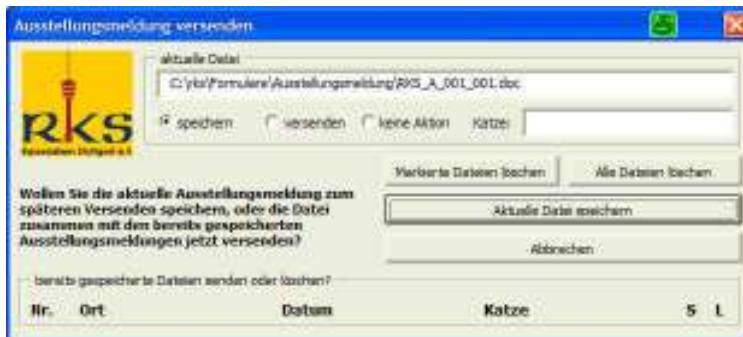 Ausstellungsmeldung versenden
aktuelle Datei
C:\rks\Formulare\Ausstellungsmeldung\RKS_A_001_001.doc
speichern versenden keine Aktion Katze:
RKS
Markierte Dateien löschen Alle Dateien löschen
Wollen Sie die aktuelle Ausstellungsmeldung zum
späteren Versenden speichern, oder die Datei
zusammen mit den bereits gespeicherten
Ausstellungsmeldungen jetzt versenden?
Aktuelle Datei speichern
Abbrechen
bereits gespeicherte Dateien senden oder löschen?
Nr. Ort Datum Katze S L